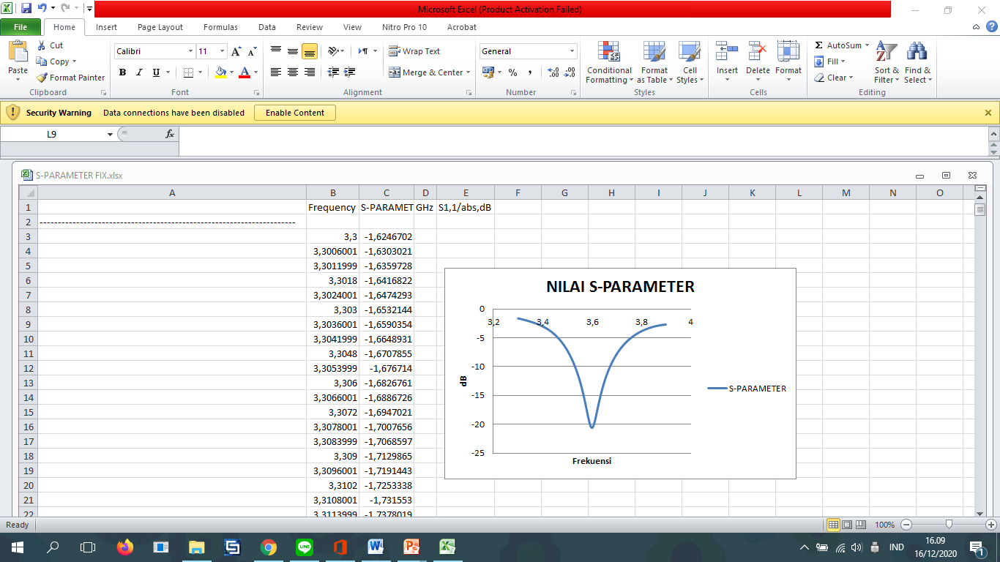 Microsoft Excel (Product Activation Failed)
File Home Insert Page Layout Formulas Data Review View Nitro Pro 10 Acrobat
Paste
Cut
Copy
Format Painter
Clipboard
Calibri 11
B I U
Font
Wrap Text
Merge & Center
Alignment
General
% ,
Number
Conditional Formatting
Format as Table
Cell Styles
Styles
Insert Delete Format
Cells
AutoSum
Fill
Clear
Sort & Filter
Find & Select
Editing
Security Warning Data connections have been disabled Enable Content
L9 fx
S-PARAMETER FIX.xlsx
A B C D E F G H I J K L M N O
1 Frequency S-PARAMET GHz S1,1/abs,dB
2 ----------------------------------------------------------------------
3 3,3 -1,6246702
4 3,3006001 -1,6303021
5 3,3011999 -1,6359728
6 3,3018 -1,6416822
7 3,3024001 -1,6474293
8 3,303 -1,6532144
9 3,3036001 -1,6590354
10 3,3041999 -1,6648931
11 3,3048 -1,6707855
12 3,3053999 -1,676714
13 3,306 -1,6826761
14 3,3066001 -1,6886726
15 3,3072 -1,6947021
16 3,3078001 -1,7007656
17 3,3083999 -1,7068597
18 3,309 -1,7129865
19 3,3096001 -1,7191443
20 3,3102 -1,7253338
21 3,3108001 -1,731553
22 3,3113999 -1,7378019
NILAI S-PARAMETER
0
3,2 3,4 3,6 3,8 4
-5
-10
-15
-20
-25
dB
Frekuensi
S-PARAMETER
Ready 100%
IND
16.09
16/12/2020
1